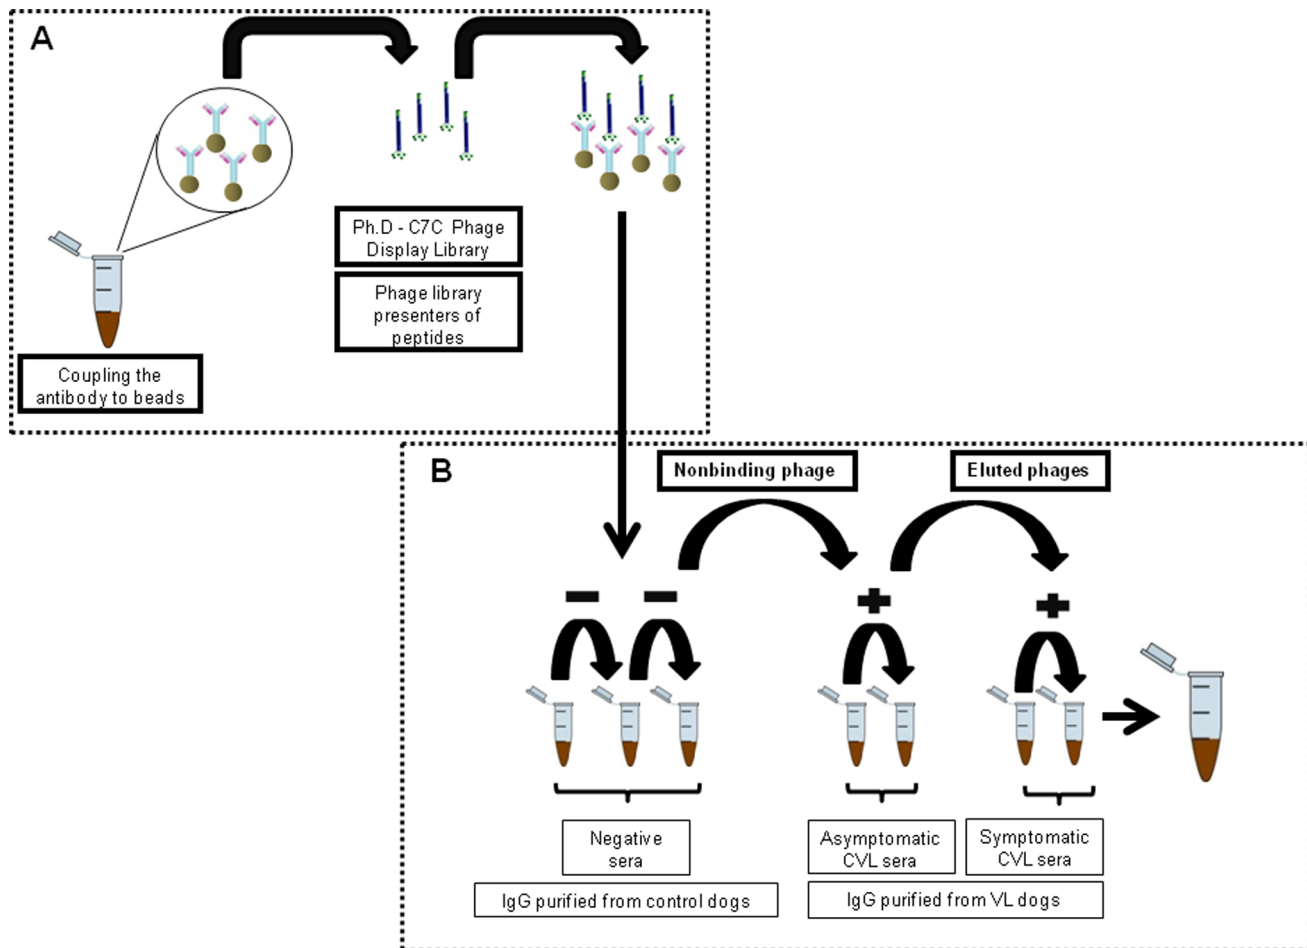 A
Ph.D - C7C Phage
Display Library
Phage library
presenters of
peptides
Coupling the
antibody to beads
B
Nonbinding phage
Eluted phages
Negative
sera
Asymptomatic
CVL sera
Symptomatic
CVL sera
IgG purified from control dogs
IgG purified from VL dogs